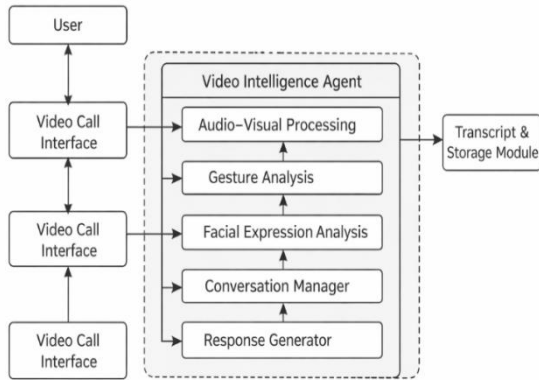 User
Video Call
Interface
Video Call
Interface
Video Call
Interface
Video Intelligence Agent
Audio–Visual Processing
Gesture Analysis
Facial Expression Analysis
Conversation Manager
Response Generator
Transcript &
Storage Module